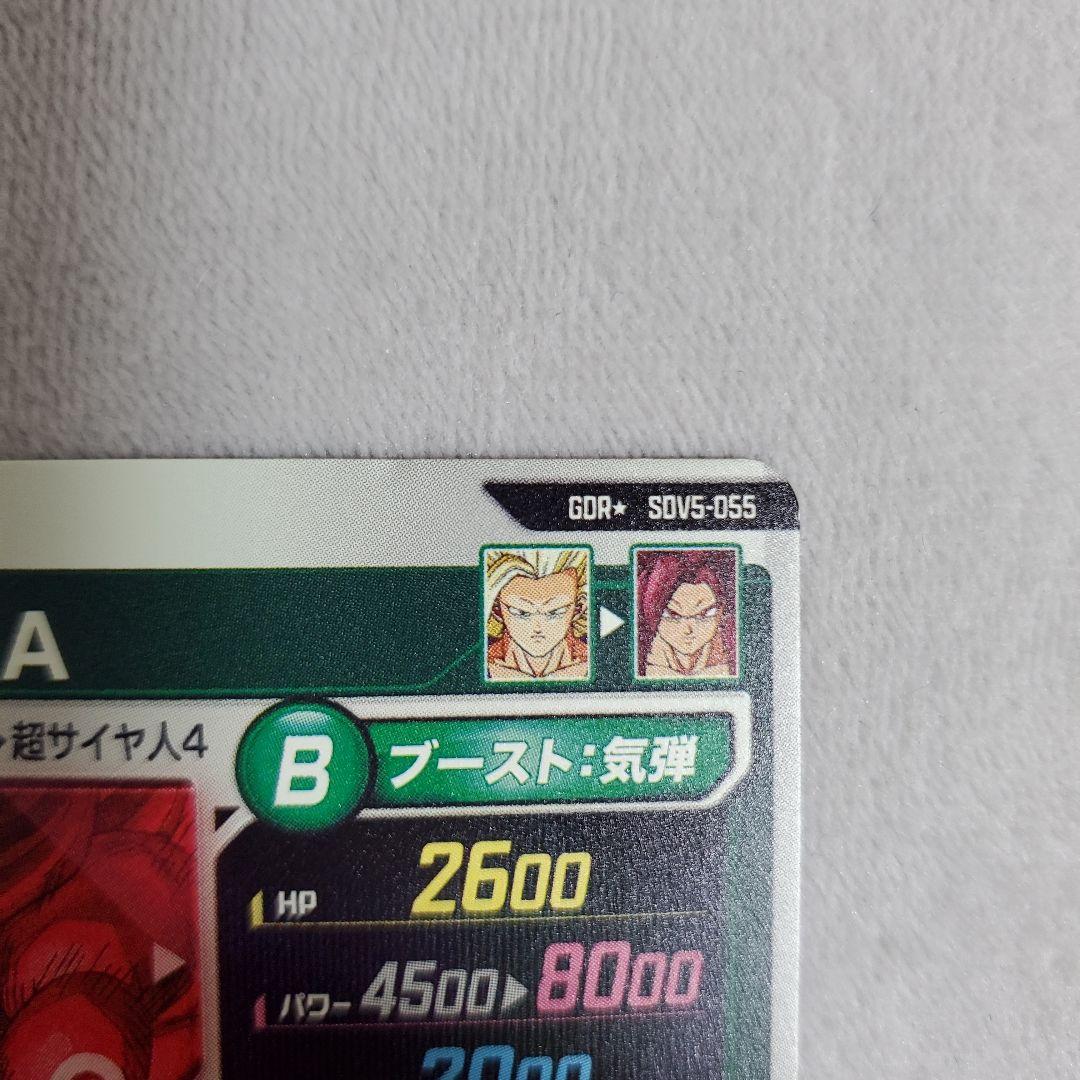 GDR★ SDV5-055
A
超サイヤ人4
B ブースト:気弾
HP 2600
パワー 4500▶8000